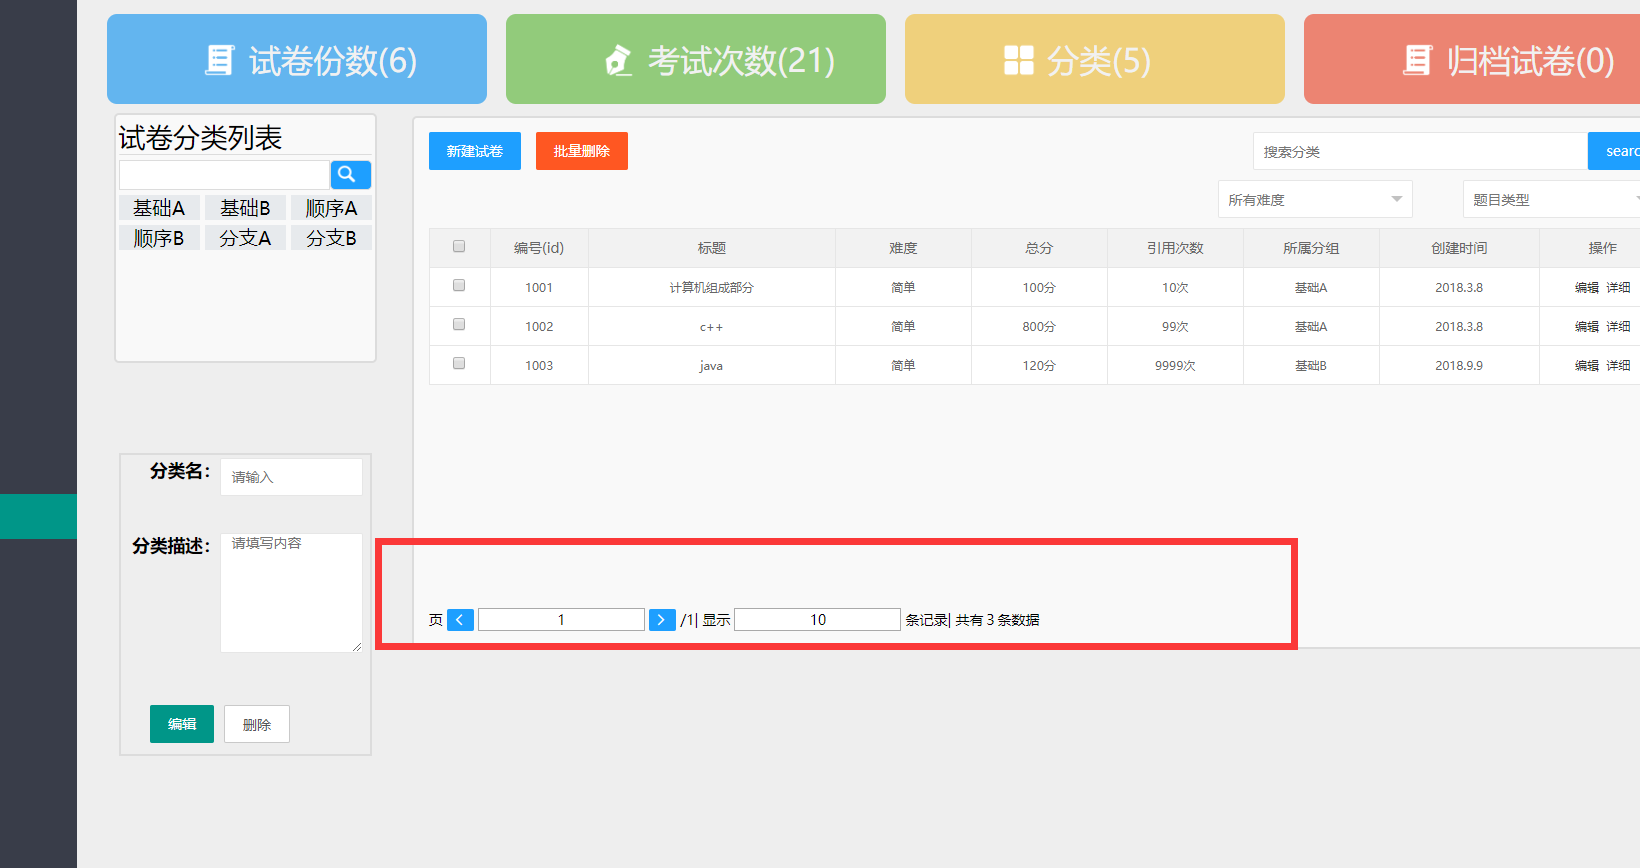 试卷份数(6) 考试次数(21) 分类(5) 归档试卷(0)
试卷分类列表
基础A 基础B 顺序A
顺序B 分支A 分支B
分类名： 请输入
分类描述： 请填写内容
编辑 删除
新建试卷 批量删除 搜索分类 searc
所有难度 题目类型
编号(id) 标题 难度 总分 引用次数 所属分组 创建时间 操作
1001 计算机组成部分 简单 100分 10次 基础A 2018.3.8 编辑 详细
1002 c++ 简单 800分 99次 基础A 2018.3.8 编辑 详细
1003 java 简单 120分 9999次 基础B 2018.9.9 编辑 详细
页 1 /1| 显示 10 条记录| 共有 3 条数据